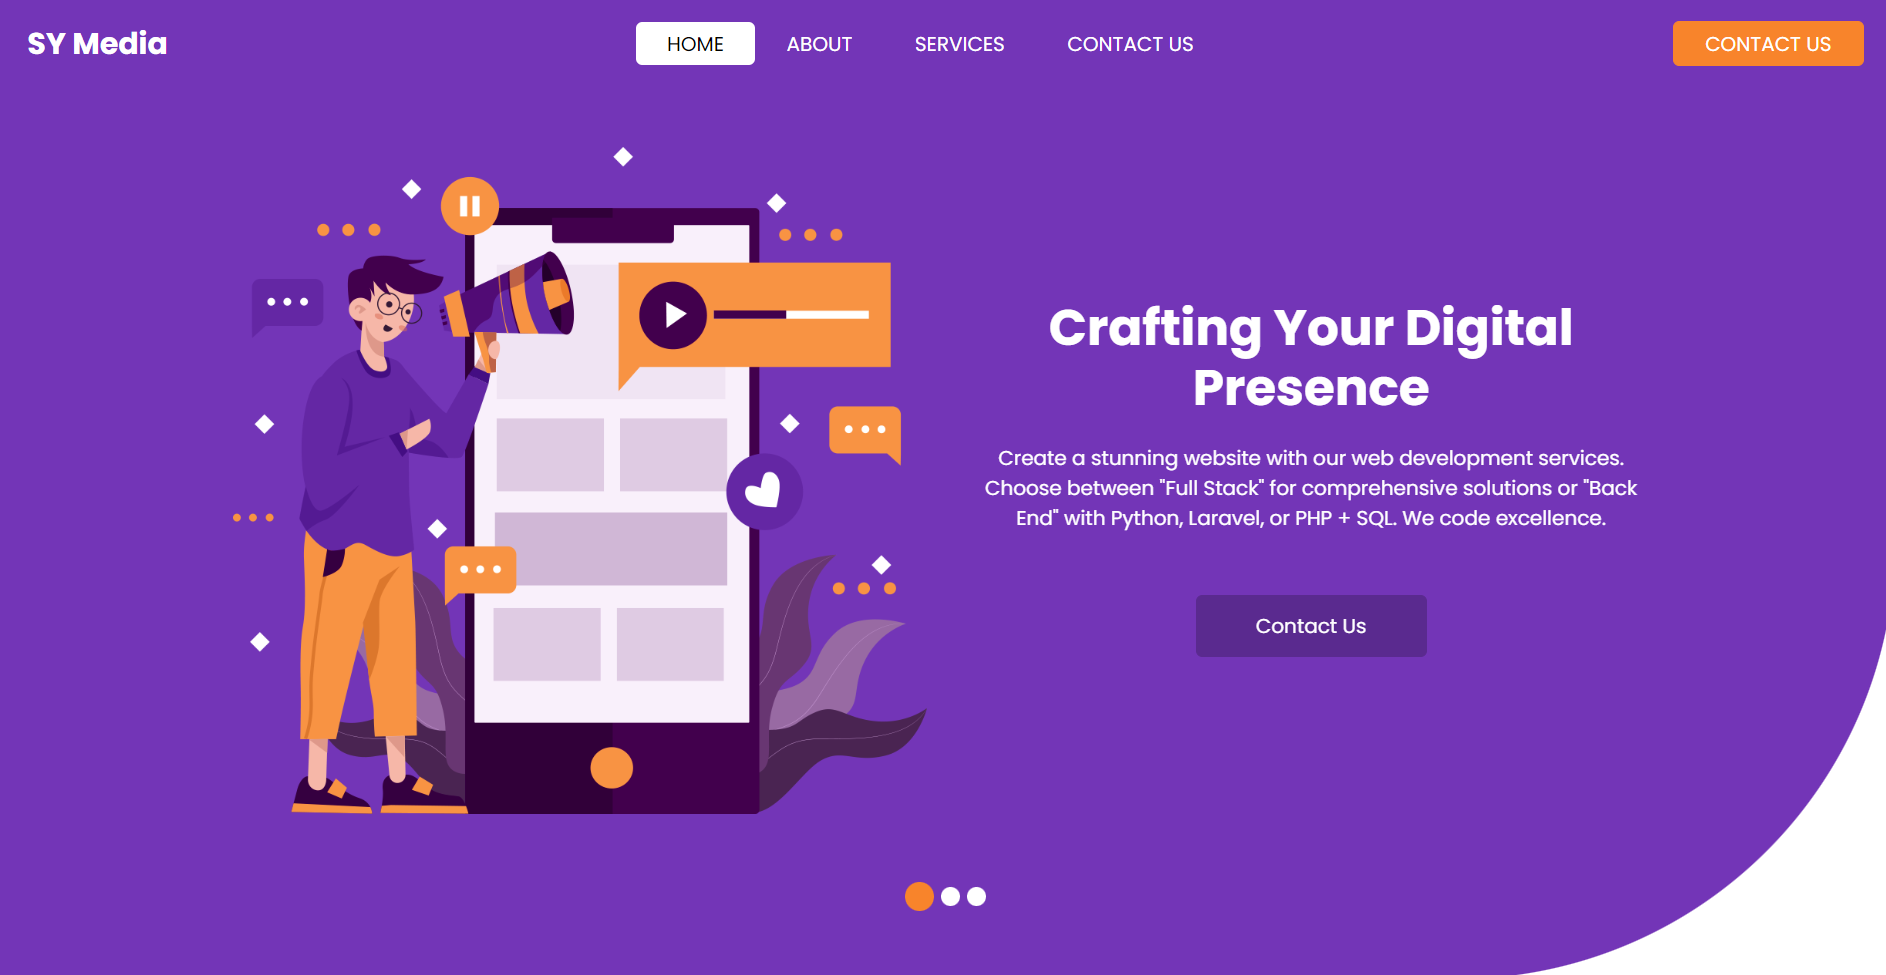 SY Media
HOME
ABOUT
SERVICES
CONTACT US
CONTACT US
Crafting Your Digital
Presence
Create a stunning website with our web development services.
Choose between "Full Stack" for comprehensive solutions or "Back
End" with Python, Laravel, or PHP + SQL. We code excellence.
Contact Us